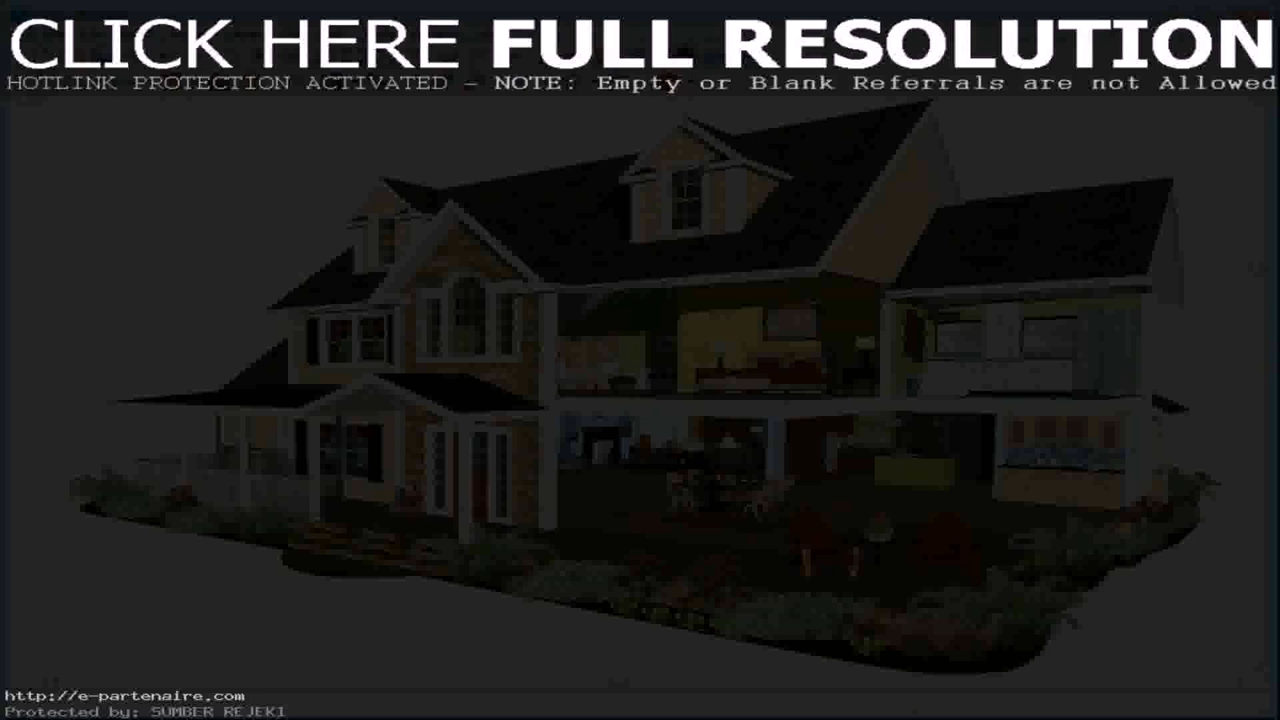 CLICK HERE FULL RESOLUTION
HOTLINK PROTECTION ACTIVATED - NOTE: Empty or Blank Referrals are not Allowed
http://e-partenaire.com
Protected by: SUMBER REJEKI